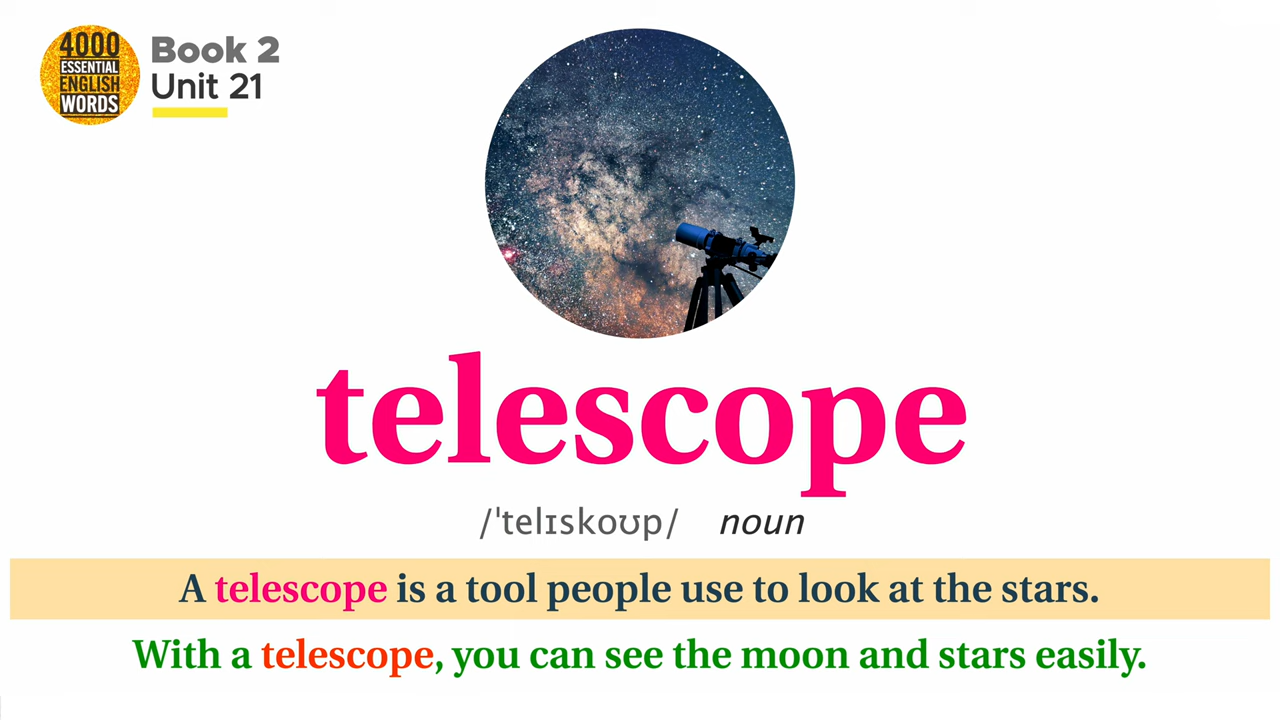 4000
ESSENTIAL
ENGLISH
WORDS
Book 2
Unit 21
telescope
/ˈtelɪskoʊp/ noun
A telescope is a tool people use to look at the stars.
With a telescope, you can see the moon and stars easily.